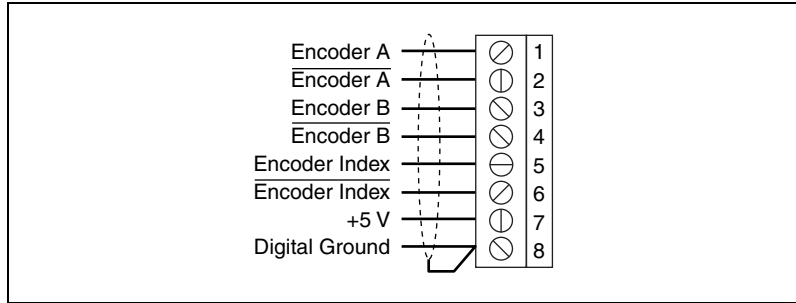 Encoder A 1
Encoder A 2
Encoder B 3
Encoder B 4
Encoder Index 5
Encoder Index 6
+5 V 7
Digital Ground 8